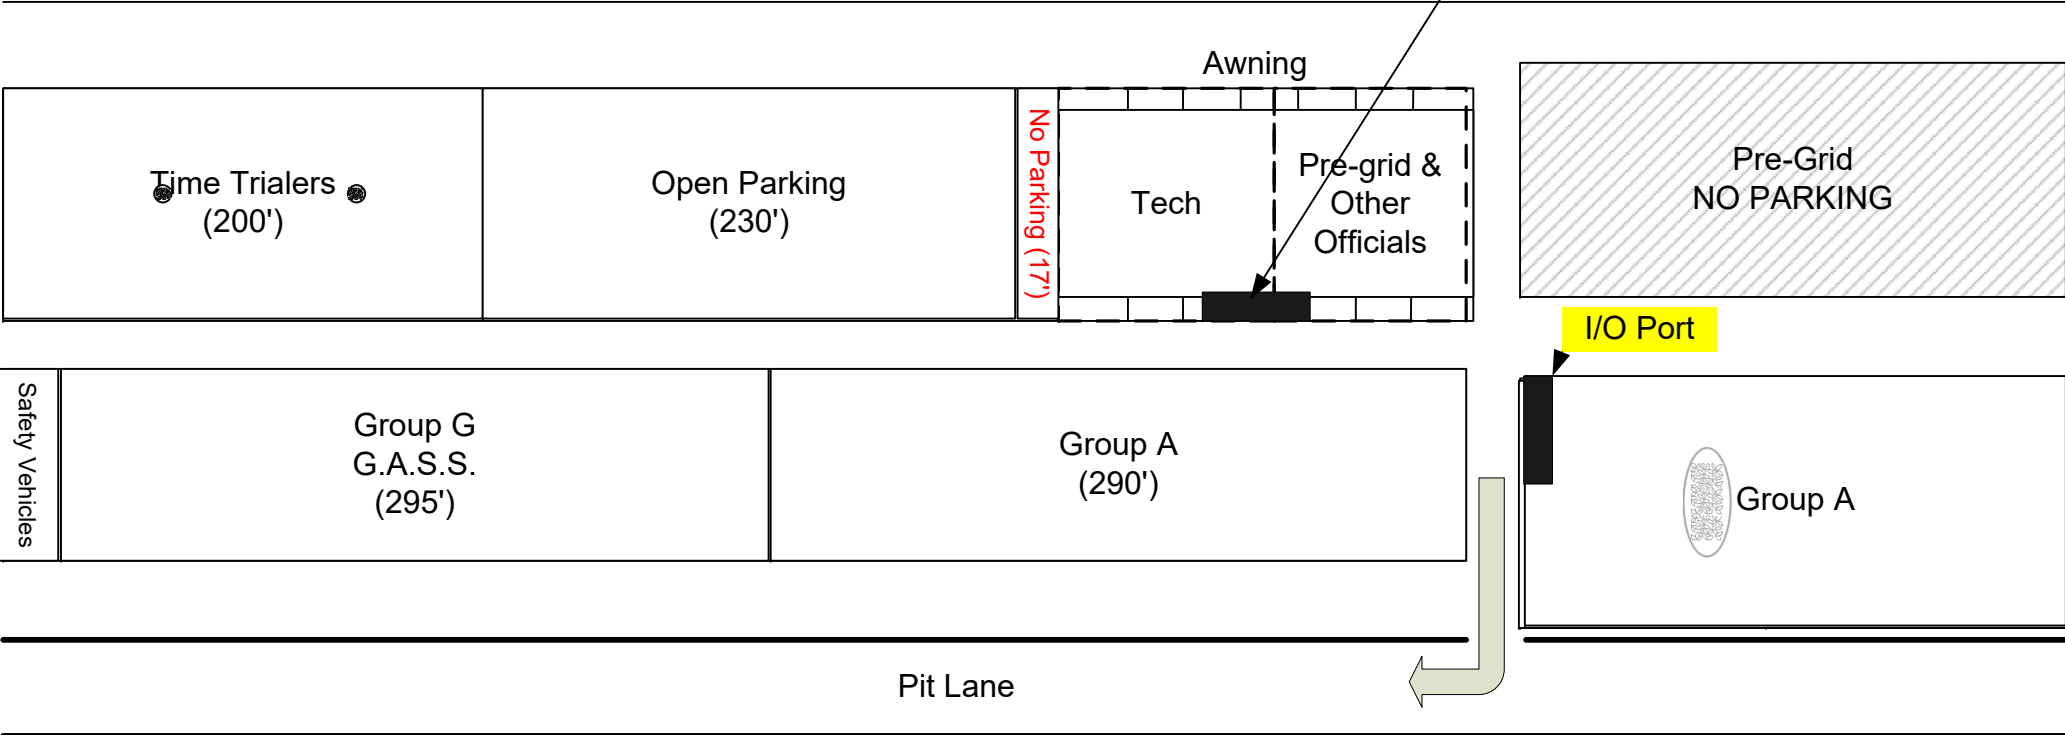 Awning
Time Trialers
(200')
Open Parking
(230')
No Parking (17')
Tech
Pre-grid &
Other
Officials
Pre-Grid
NO PARKING
I/O Port
Safety Vehicles
Group G
G.A.S.S.
(295')
Group A
(290')
Group A
Pit Lane